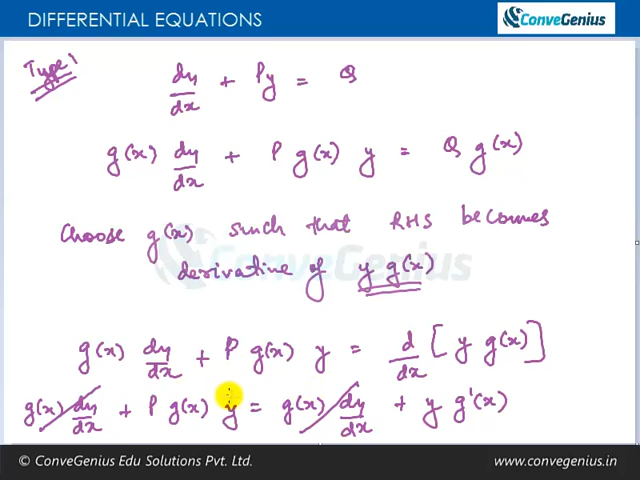 DIFFERENTIAL EQUATIONS
ConveGenius
Type 1
dy/dx + Py = Q
g(x) dy/dx + P g(x) y = Q g(x)
Choose g(x) such that RHS becomes
derivative of y g(x)
g(x) dy/dx + P g(x) y = d/dx [y g(x)]
g(x) dy/dx + P g(x) y = g(x) dy/dx + y g'(x)
ConveGenius
© ConveGenius Edu Solutions Pvt. Ltd. www.convegenius.in